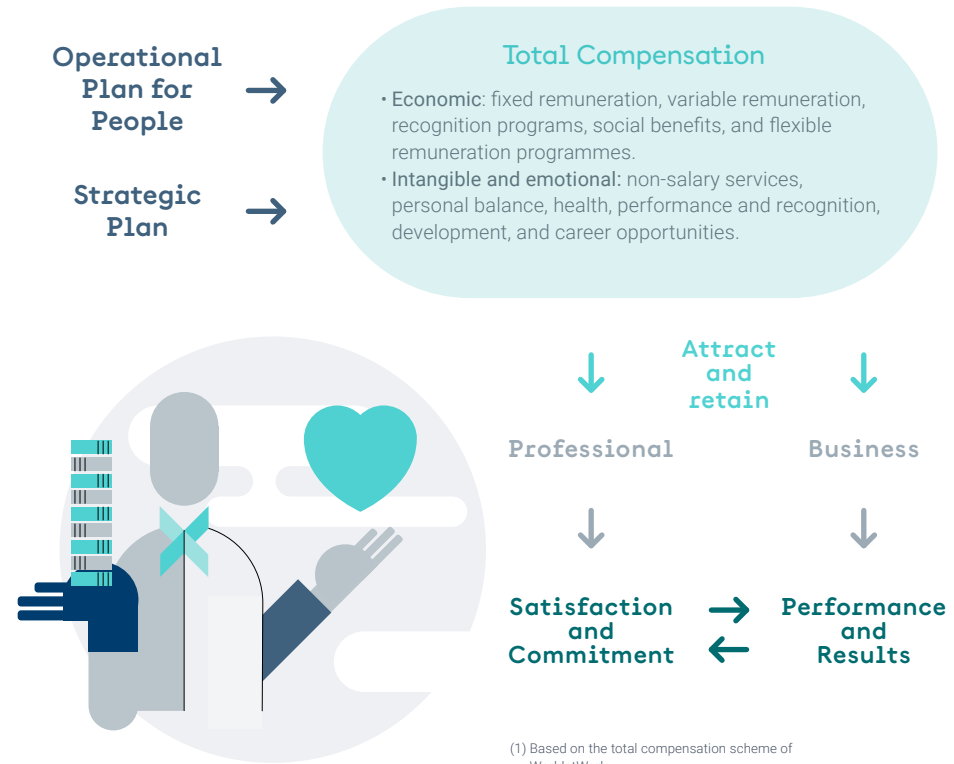 Operational
Plan for
People
Strategic
Plan
Total Compensation
• Economic: fixed remuneration, variable remuneration,
recognition programs, social benefits, and flexible
remuneration programmes.
• Intangible and emotional: non-salary services,
personal balance, health, performance and recognition,
development, and career opportunities.
Attract
and
retain
Professional
Business
Satisfaction
and
Commitment
Performance
and
Results
(1) Based on the total compensation scheme of